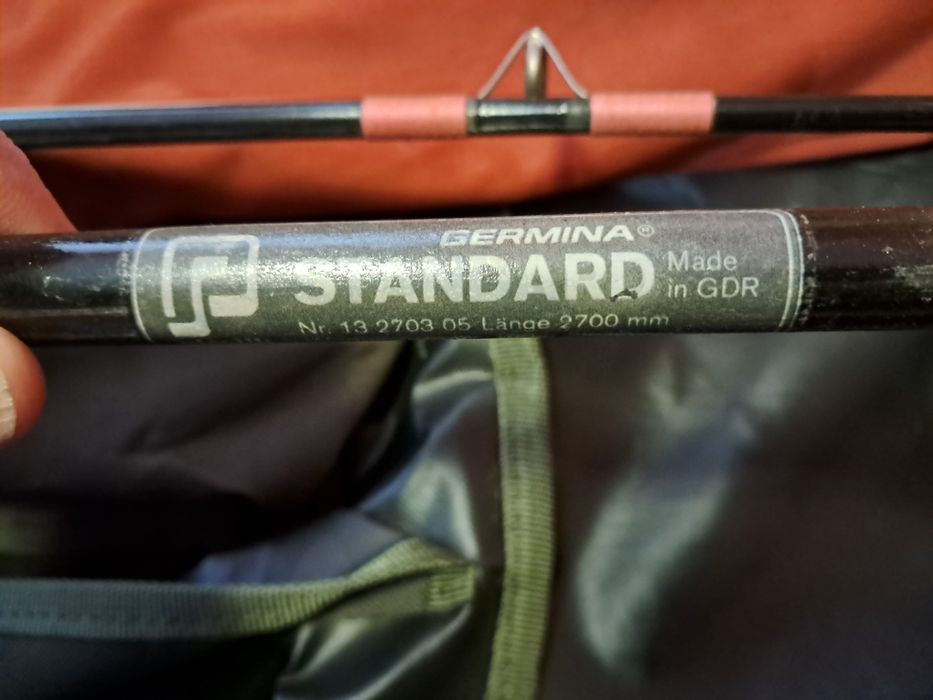 GERMINA®
STANDARD
Made
in GDR
Nr. 13 2703 05 Länge 2700 mm